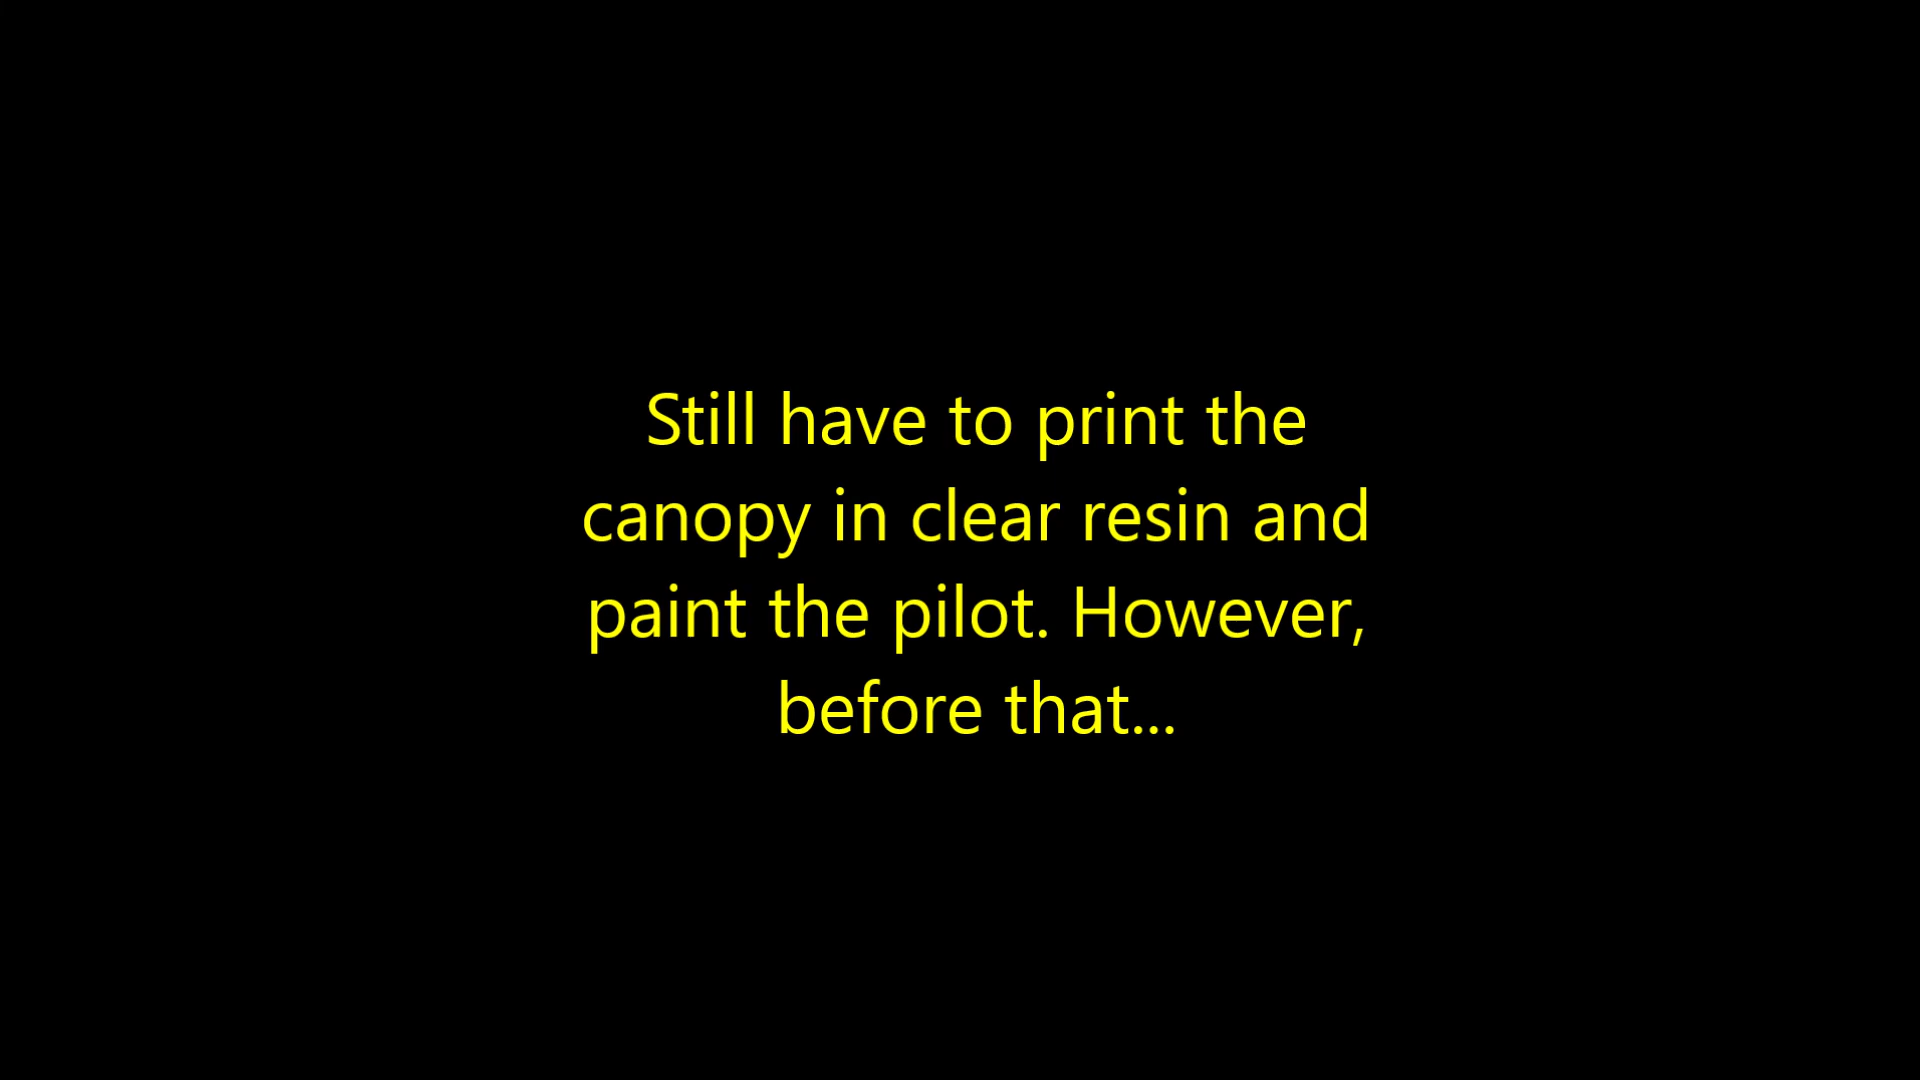 Still have to print the
canopy in clear resin and
paint the pilot. However,
before that...